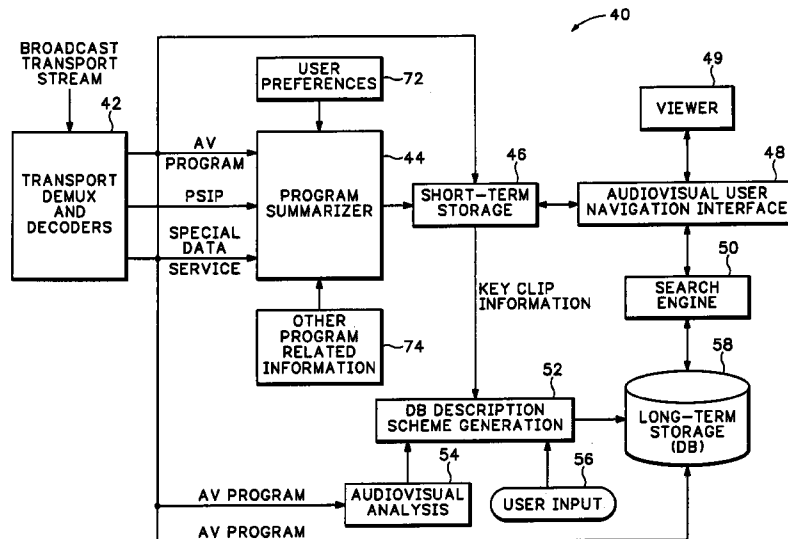 40
BROADCAST
TRANSPORT
STREAM
42
USER
PREFERENCES
72
49
VIEWER
TRANSPORT
DEMUX
AND
DECODERS
AV
PROGRAM
PSIP
SPECIAL
DATA
SERVICE
44
PROGRAM
SUMMARIZER
46
SHORT-TERM
STORAGE
48
AUDIOVISUAL USER
NAVIGATION INTERFACE
50
SEARCH
ENGINE
KEY CLIP
INFORMATION
OTHER
PROGRAM
RELATED
INFORMATION
74
52
DB DESCRIPTION
SCHEME GENERATION
58
LONG-TERM
STORAGE
(DB)
54
AUDIOVISUAL
ANALYSIS
56
USER INPUT
AV PROGRAM
AV PROGRAM